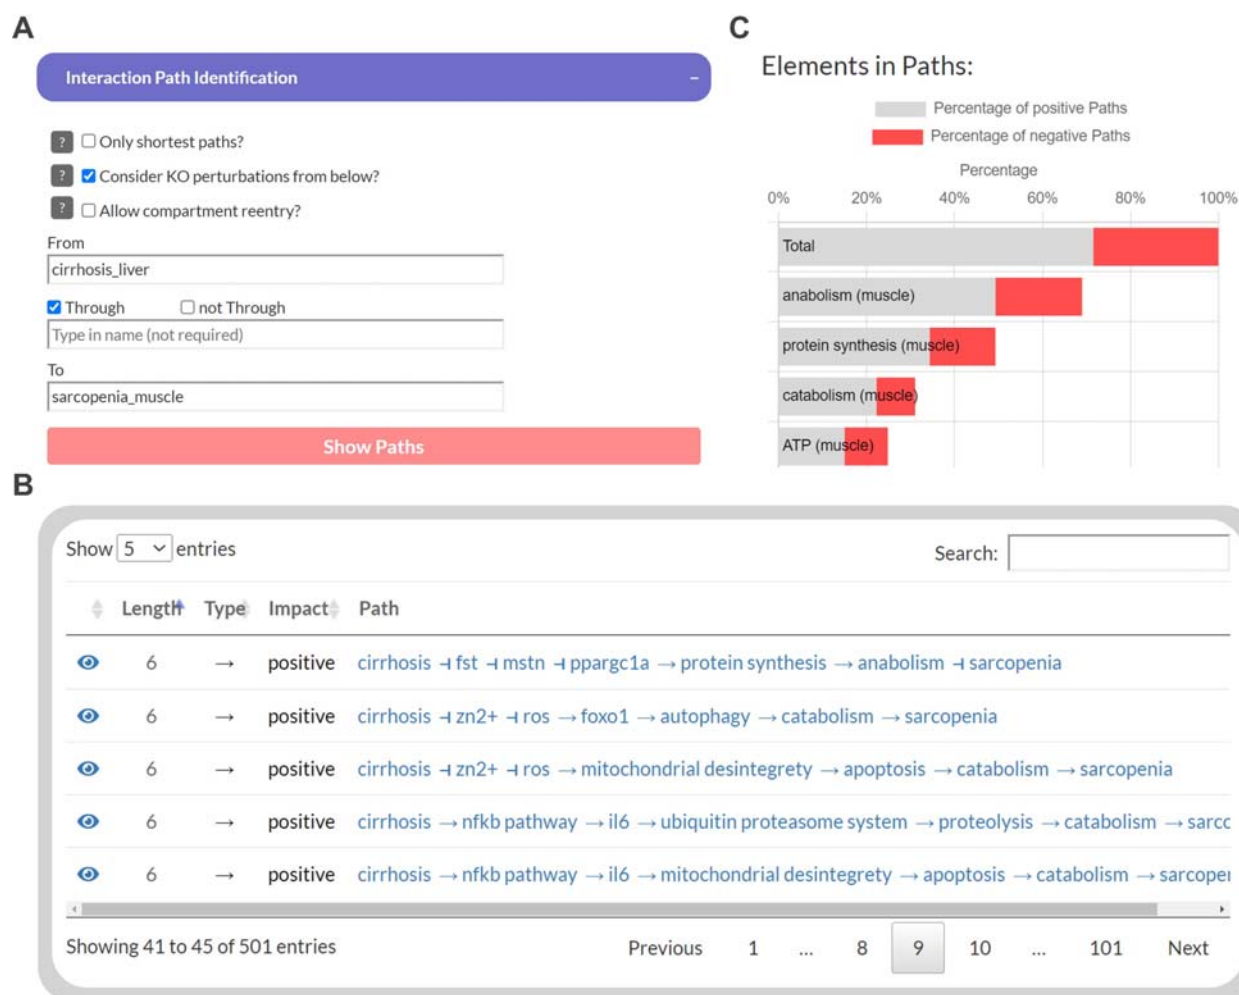 A
Interaction Path Identification –
? Only shortest paths?
? Consider KO perturbations from below?
? Allow compartment reentry?
From
cirrhosis_liver
Through not Through
Type in name (not required)
To
sarcopenia_muscle
Show Paths
C
Elements in Paths:
Percentage of positive Paths
Percentage of negative Paths
Percentage
0% 20% 40% 60% 80% 100%
Total
anabolism (muscle)
protein synthesis (muscle)
catabolism (muscle)
ATP (muscle)
B
Show 5 entries Search:
Length Type Impact Path
6 → positive cirrhosis ⊣ fst ⊣ mstn ⊣ ppargc1a → protein synthesis → anabolism ⊣ sarcopenia
6 → positive cirrhosis ⊣ zn2+ ⊣ ros → foxo1 → autophagy → catabolism → sarcopenia
6 → positive cirrhosis ⊣ zn2+ ⊣ ros → mitochondrial desintegrety → apoptosis → catabolism → sarcopenia
6 → positive cirrhosis → nfkb pathway → il6 → ubiquitin proteasome system → proteolysis → catabolism → sarc
6 → positive cirrhosis → nfkb pathway → il6 → mitochondrial desintegrety → apoptosis → catabolism → sarcope
Showing 41 to 45 of 501 entries Previous 1 ... 8 9 10 ... 101 Next